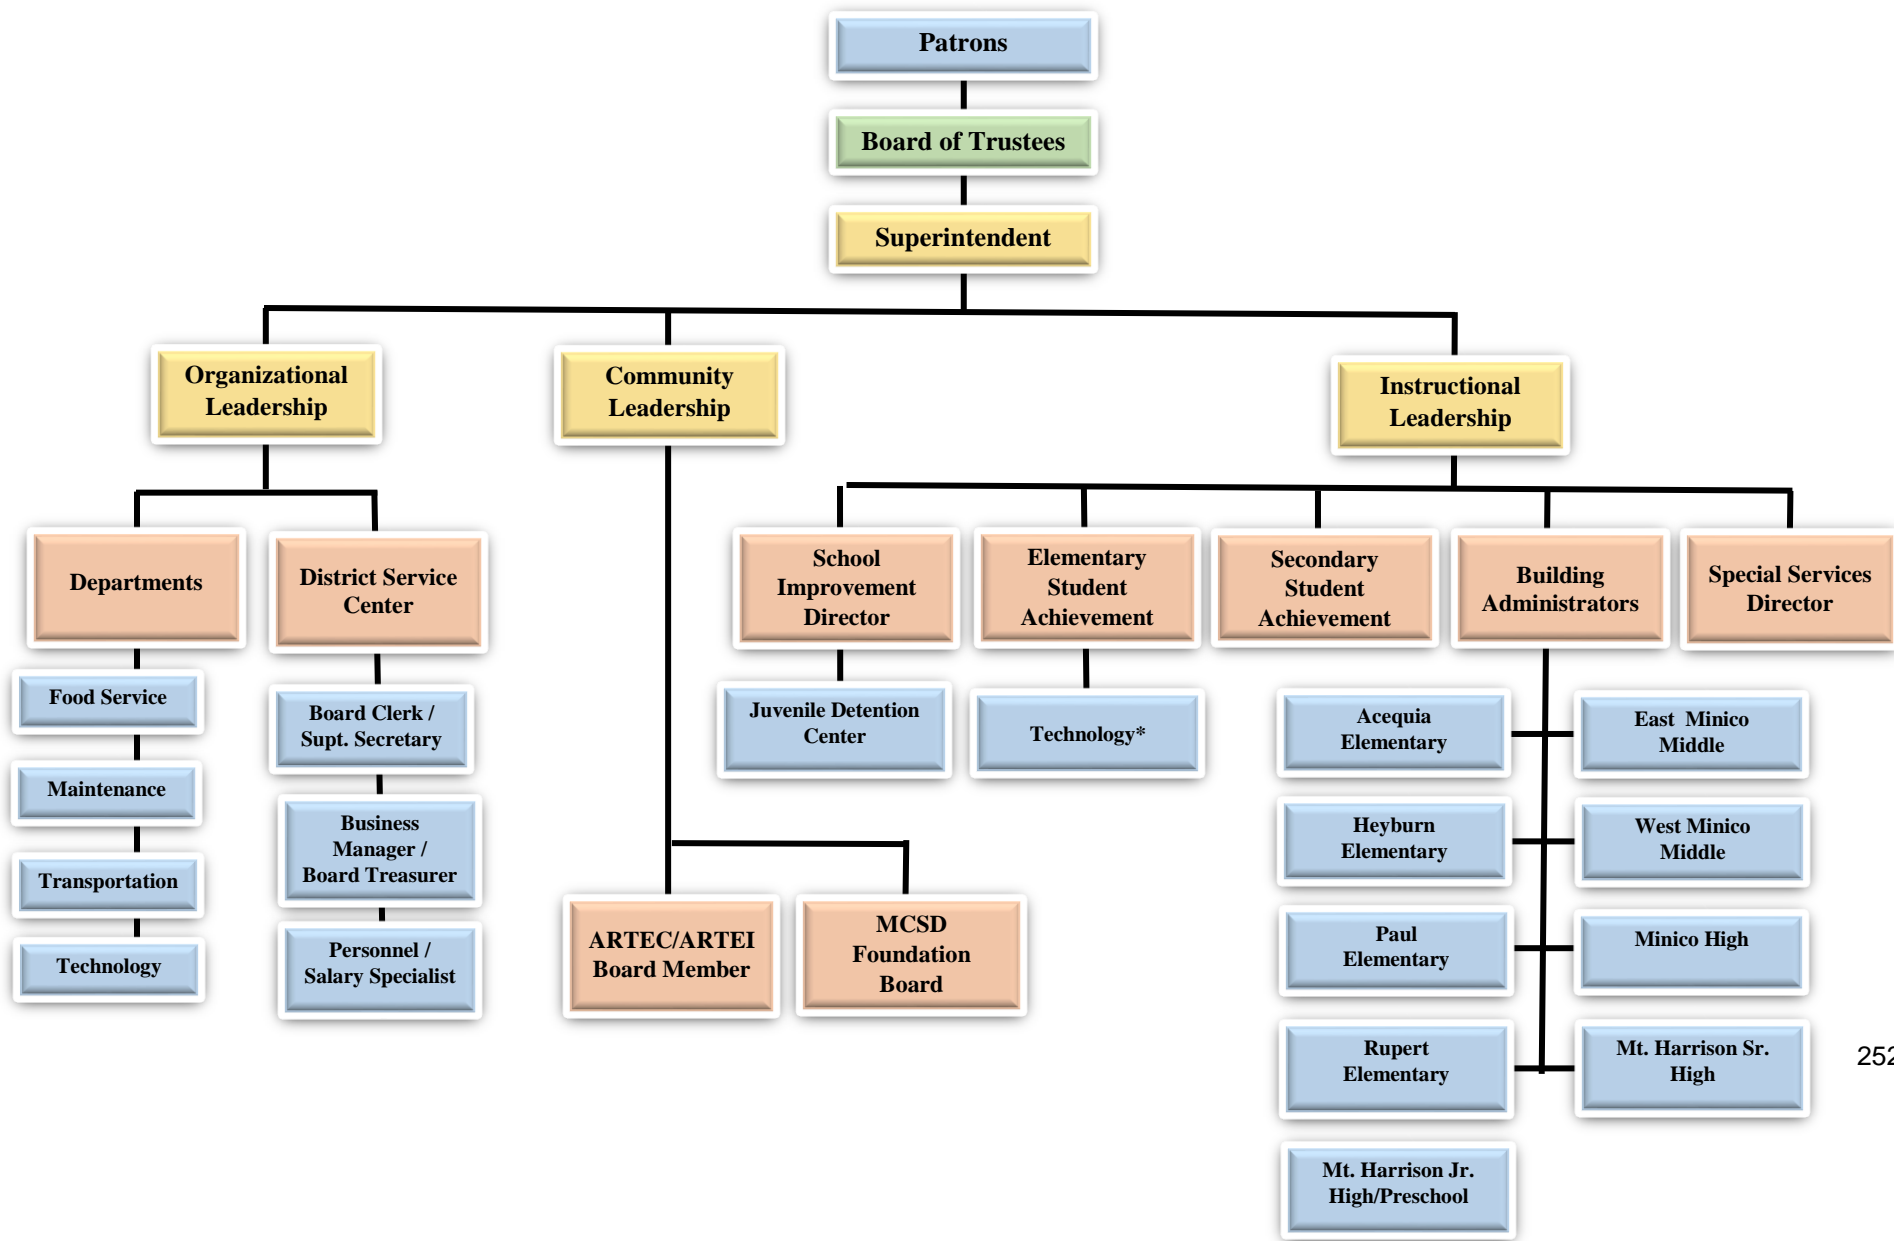 Patrons
Board of Trustees
Superintendent
Organizational
Leadership
Community
Leadership
Instructional
Leadership
Departments
District Service
Center
School
Improvement
Director
Elementary
Student
Achievement
Secondary
Student
Achievement
Building
Administrators
Special Services
Director
Food Service
Maintenance
Transportation
Technology
Board Clerk /
Supt. Secretary
Business
Manager /
Board Treasurer
Personnel /
Salary Specialist
ARTEC/ARTEI
Board Member
MCSD
Foundation
Board
Juvenile Detention
Center
Technology*
Acequia
Elementary
East  Minico
Middle
Heyburn
Elementary
West Minico
Middle
Paul
Elementary
Minico High
Rupert
Elementary
Mt. Harrison Sr.
High
Mt. Harrison Jr.
High/Preschool
252